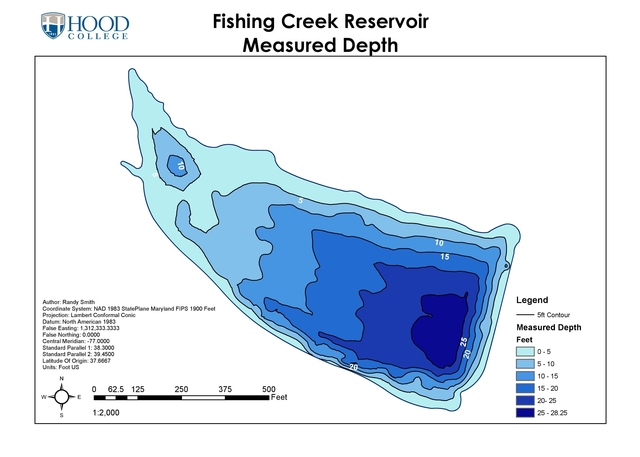 HOOD
COLLEGE
Fishing Creek Reservoir
Measured Depth
10
5
5
10
15
25
20
20
Author: Randy Smith
Coordinate System: NAD 1983 StatePlane Maryland FIPS 1900 Feet
Projection: Lambert Conformal Conic
Datum: North American 1983
False Easting: 1,312,333.3333
False Northing: 0.0000
Central Meridian: -77.0000
Standard Parallel 1: 38.3000
Standard Parallel 2: 39.4500
Latitude Of Origin: 37.6667
Units: Foot US
N
W E
S
0 62.5 125 250 375 500
Feet
1:2,000
Legend
5ft Contour
Measured Depth
Feet
0 - 5
5 - 10
10 - 15
15 - 20
20 - 25
25 - 28.25